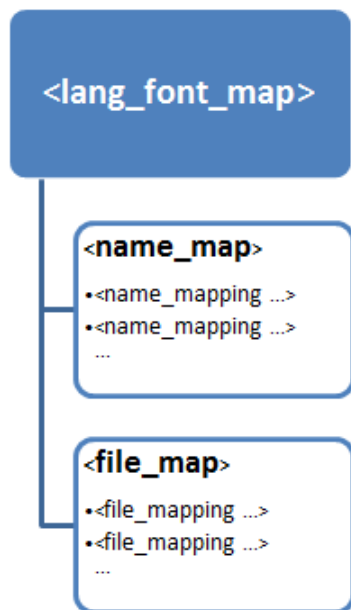 <lang_font_map>
<name_map>
•<name_mapping ...>
•<name_mapping ...>
...
<file_map>
•<file_mapping ...>
•<file_mapping ...>
...